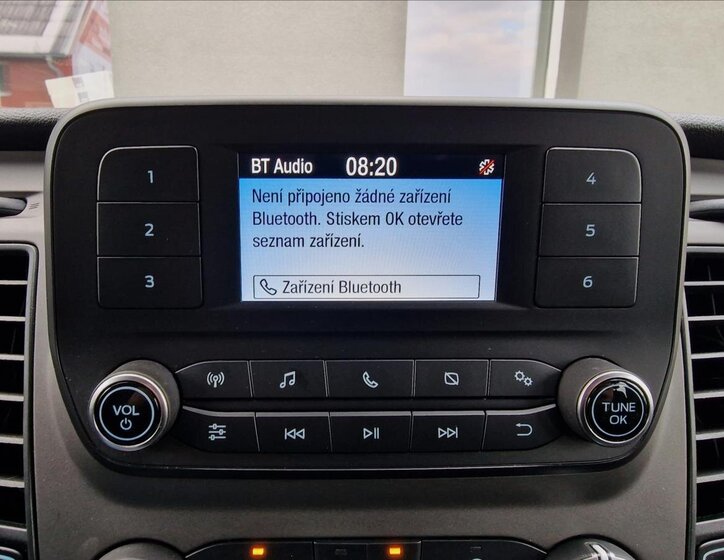 BT Audio 08:20
Není připojeno žádné zařízení
Bluetooth. Stiskem OK otevřete
seznam zařízení.
Zařízení Bluetooth
1
2
3
4
5
6
VOL
TUNE
OK